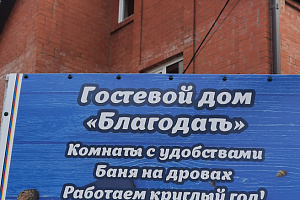 Гостевой дом
«Благодать»
Комнаты с удобствами
Баня на дровах
Работаем круглый год!